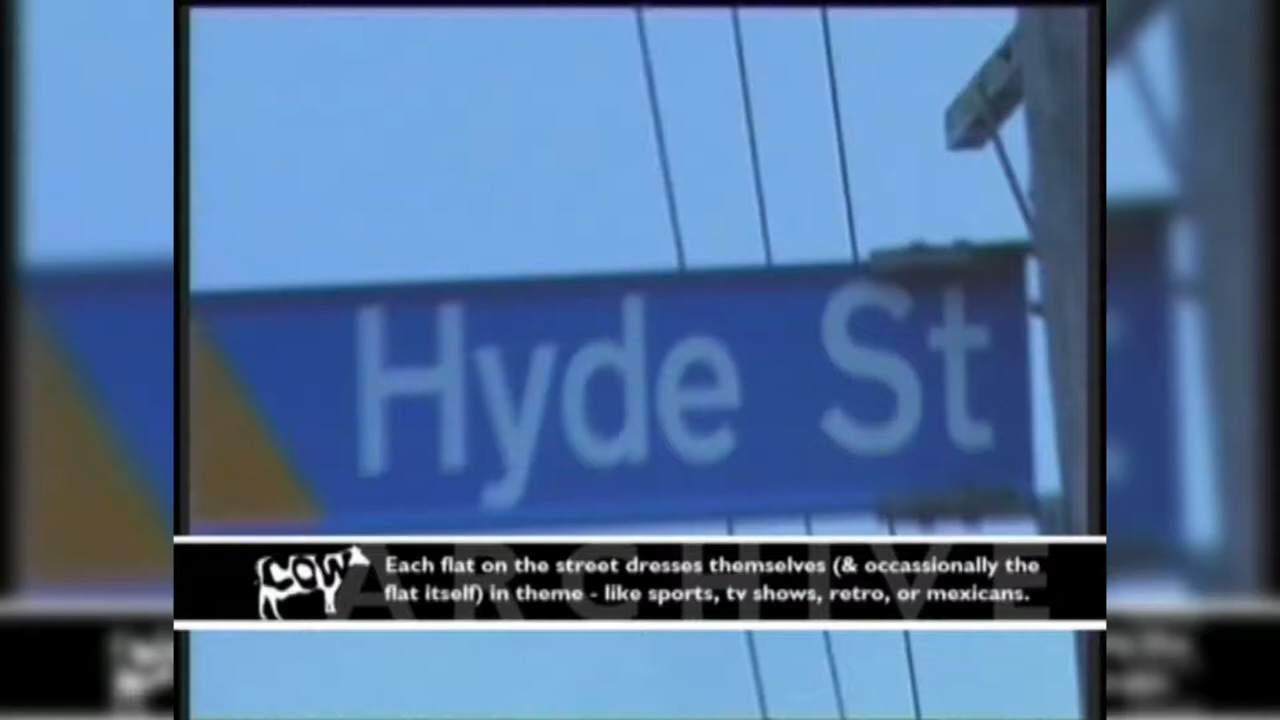 Hyde St
COW
ARCHIVE
Each flat on the street dresses themselves (& occassionally the
flat itself) in theme - like sports, tv shows, retro, or mexicans.